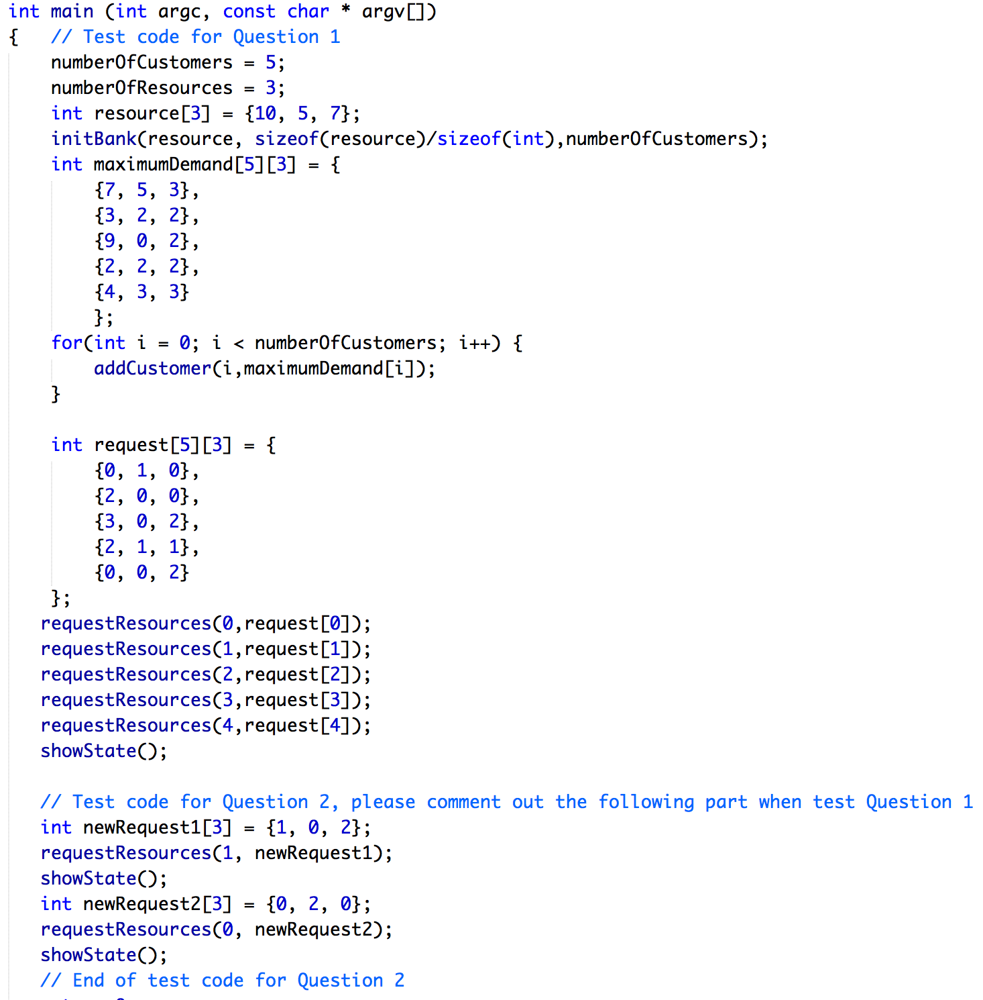 int main (int argc, const char * argv[])
{   // Test code for Question 1
    numberOfCustomers = 5;
    numberOfResources = 3;
    int resource[3] = {10, 5, 7};
    initBank(resource, sizeof(resource)/sizeof(int),numberOfCustomers);
    int maximumDemand[5][3] = {
        {7, 5, 3},
        {3, 2, 2},
        {9, 0, 2},
        {2, 2, 2},
        {4, 3, 3}
        };
    for(int i = 0; i < numberOfCustomers; i++) {
        addCustomer(i,maximumDemand[i]);
    }

    int request[5][3] = {
        {0, 1, 0},
        {2, 0, 0},
        {3, 0, 2},
        {2, 1, 1},
        {0, 0, 2}
    };
   requestResources(0,request[0]);
   requestResources(1,request[1]);
   requestResources(2,request[2]);
   requestResources(3,request[3]);
   requestResources(4,request[4]);
   showState();

   // Test code for Question 2, please comment out the following part when test Question 1
   int newRequest1[3] = {1, 0, 2};
   requestResources(1, newRequest1);
   showState();
   int newRequest2[3] = {0, 2, 0};
   requestResources(0, newRequest2);
   showState();
   // End of test code for Question 2